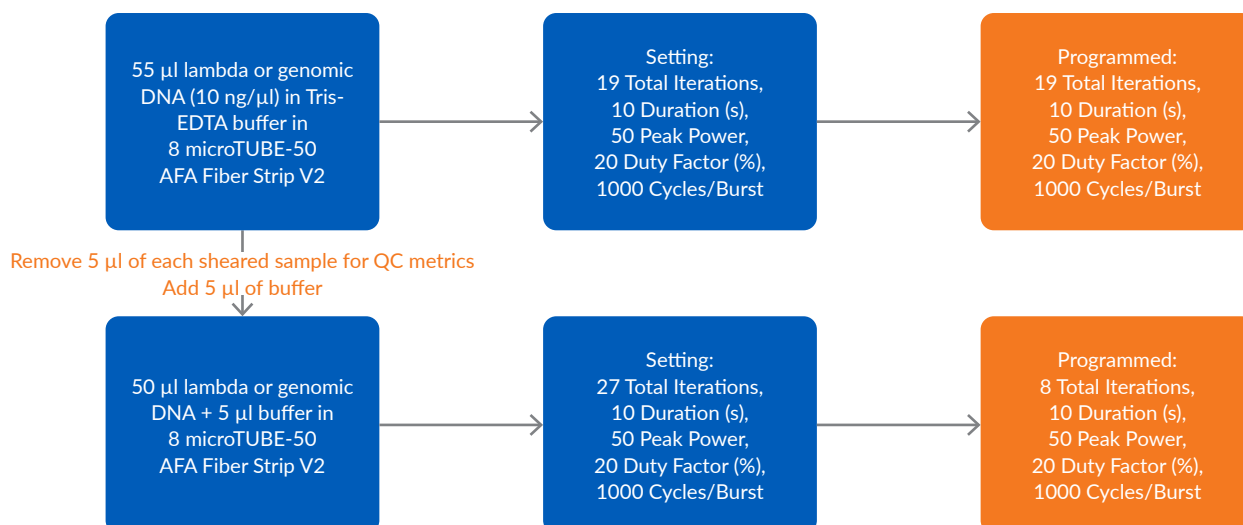 55 µl lambda or genomic
DNA (10 ng/µl) in Tris-
EDTA buffer in
8 microTUBE-50
AFA Fiber Strip V2
Setting:
19 Total Iterations,
10 Duration (s),
50 Peak Power,
20 Duty Factor (%),
1000 Cycles/Burst
Programmed:
19 Total Iterations,
10 Duration (s),
50 Peak Power,
20 Duty Factor (%),
1000 Cycles/Burst
Remove 5 µl of each sheared sample for QC metrics
Add 5 µl of buffer
50 µl lambda or genomic
DNA + 5 µl buffer in
8 microTUBE-50
AFA Fiber Strip V2
Setting:
27 Total Iterations,
10 Duration (s),
50 Peak Power,
20 Duty Factor (%),
1000 Cycles/Burst
Programmed:
8 Total Iterations,
10 Duration (s),
50 Peak Power,
20 Duty Factor (%),
1000 Cycles/Burst